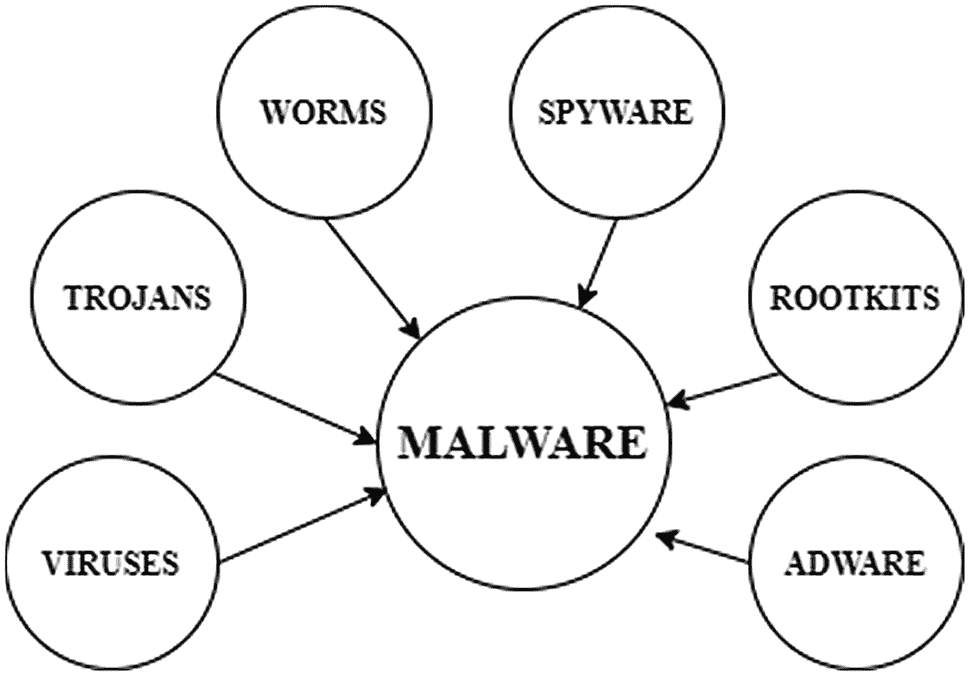 WORMS
SPYWARE
TROJANS
ROOTKITS
MALWARE
VIRUSES
ADWARE